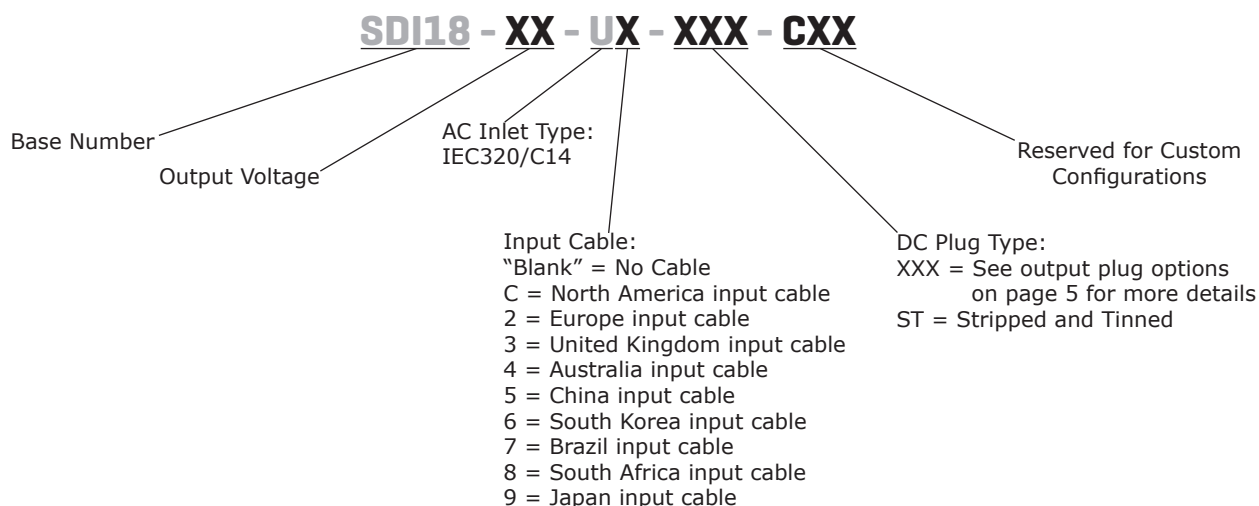 SDI18 - XX - UX - XXX - CXX
Base Number
Output Voltage
AC Inlet Type:
IEC320/C14
Input Cable:
“Blank” = No Cable
C = North America input cable
2 = Europe input cable
3 = United Kingdom input cable
4 = Australia input cable
5 = China input cable
6 = South Korea input cable
7 = Brazil input cable
8 = South Africa input cable
9 = Japan input cable
DC Plug Type:
XXX = See output plug options
on page 5 for more details
ST = Stripped and Tinned
Reserved for Custom
Configurations